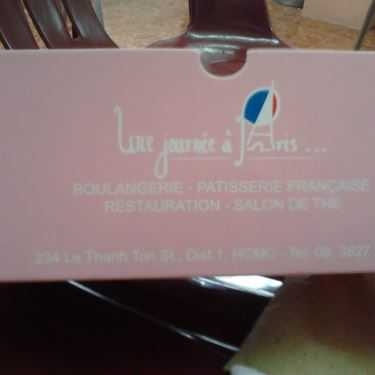 Une journée à Paris...
BOULANGERIE - PATISSERIE FRANÇAISE
RESTAURATION - SALON DE THÉ
234 Le Thanh Ton St., Dist 1, HCMC - Tel: 08. 3827